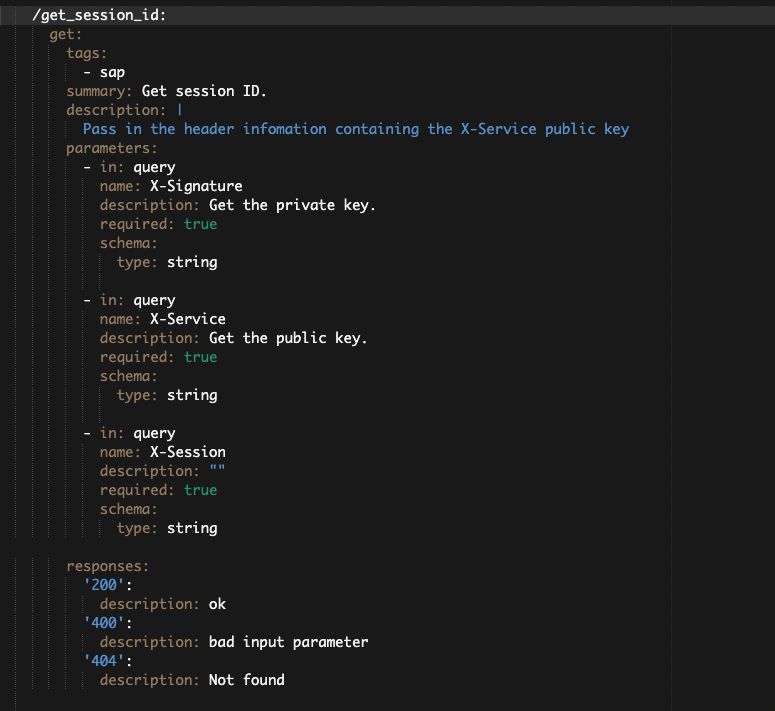 /get_session_id:
get:
tags:
- sap
summary: Get session ID.
description: |
Pass in the header infomation containing the X-Service public key
parameters:
- in: query
name: X-Signature
description: Get the private key.
required: true
schema:
type: string
- in: query
name: X-Service
description: Get the public key.
required: true
schema:
type: string
- in: query
name: X-Session
description: ""
required: true
schema:
type: string
responses:
'200':
description: ok
'400':
description: bad input parameter
'404':
description: Not found